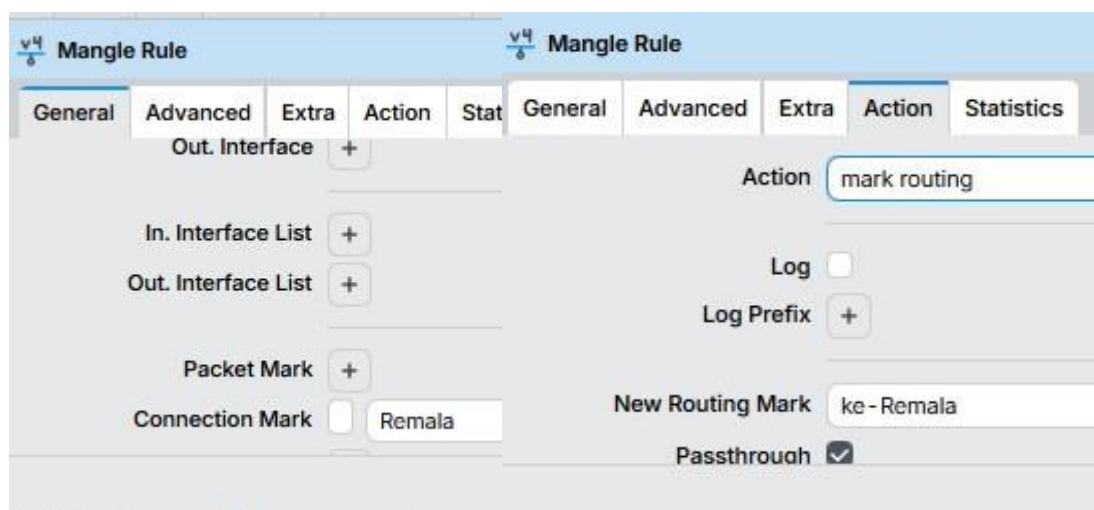 Mangle Rule
General Advanced Extra Action Stat
Out. Interface +
In. Interface List +
Out. Interface List +
Packet Mark +
Connection Mark Remala
Mangle Rule
General Advanced Extra Action Statistics
Action mark routing
Log
Log Prefix +
New Routing Mark ke-Remala
Passthrough